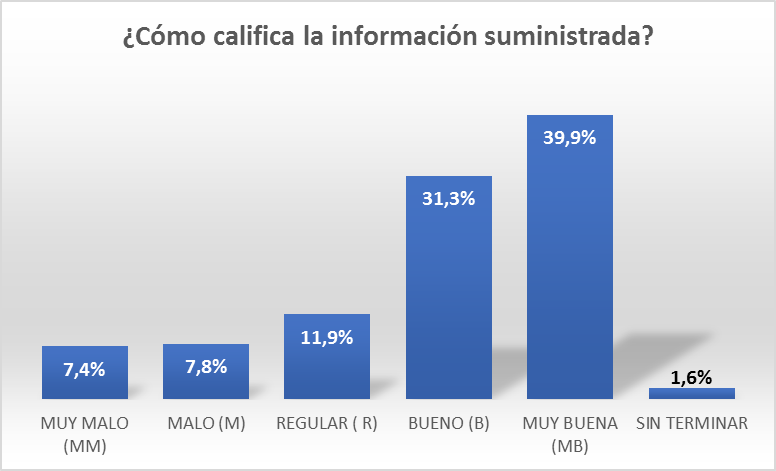 ¿Cómo califica la información suministrada?
39,9%
31,3%
11,9%
7,4%
7,8%
1,6%
MUY MALO
(MM)
MALO (M)
REGULAR ( R)
BUENO (B)
MUY BUENA
(MB)
SIN TERMINAR